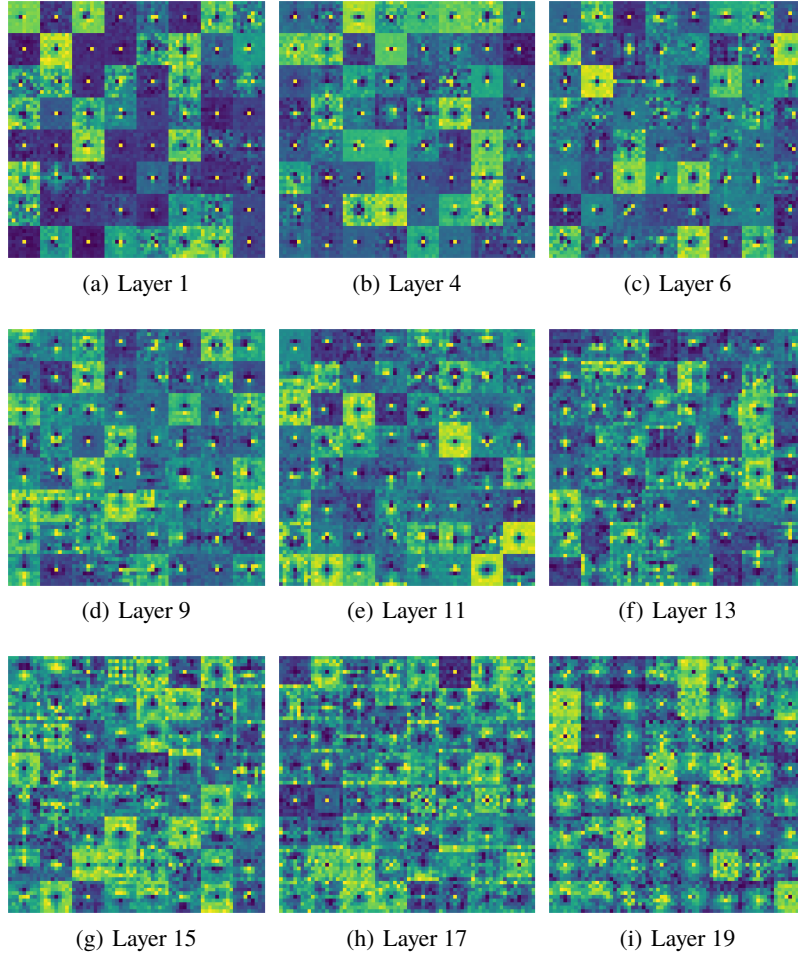 (a) Layer 1
(b) Layer 4
(c) Layer 6
(d) Layer 9
(e) Layer 11
(f) Layer 13
(g) Layer 15
(h) Layer 17
(i) Layer 19